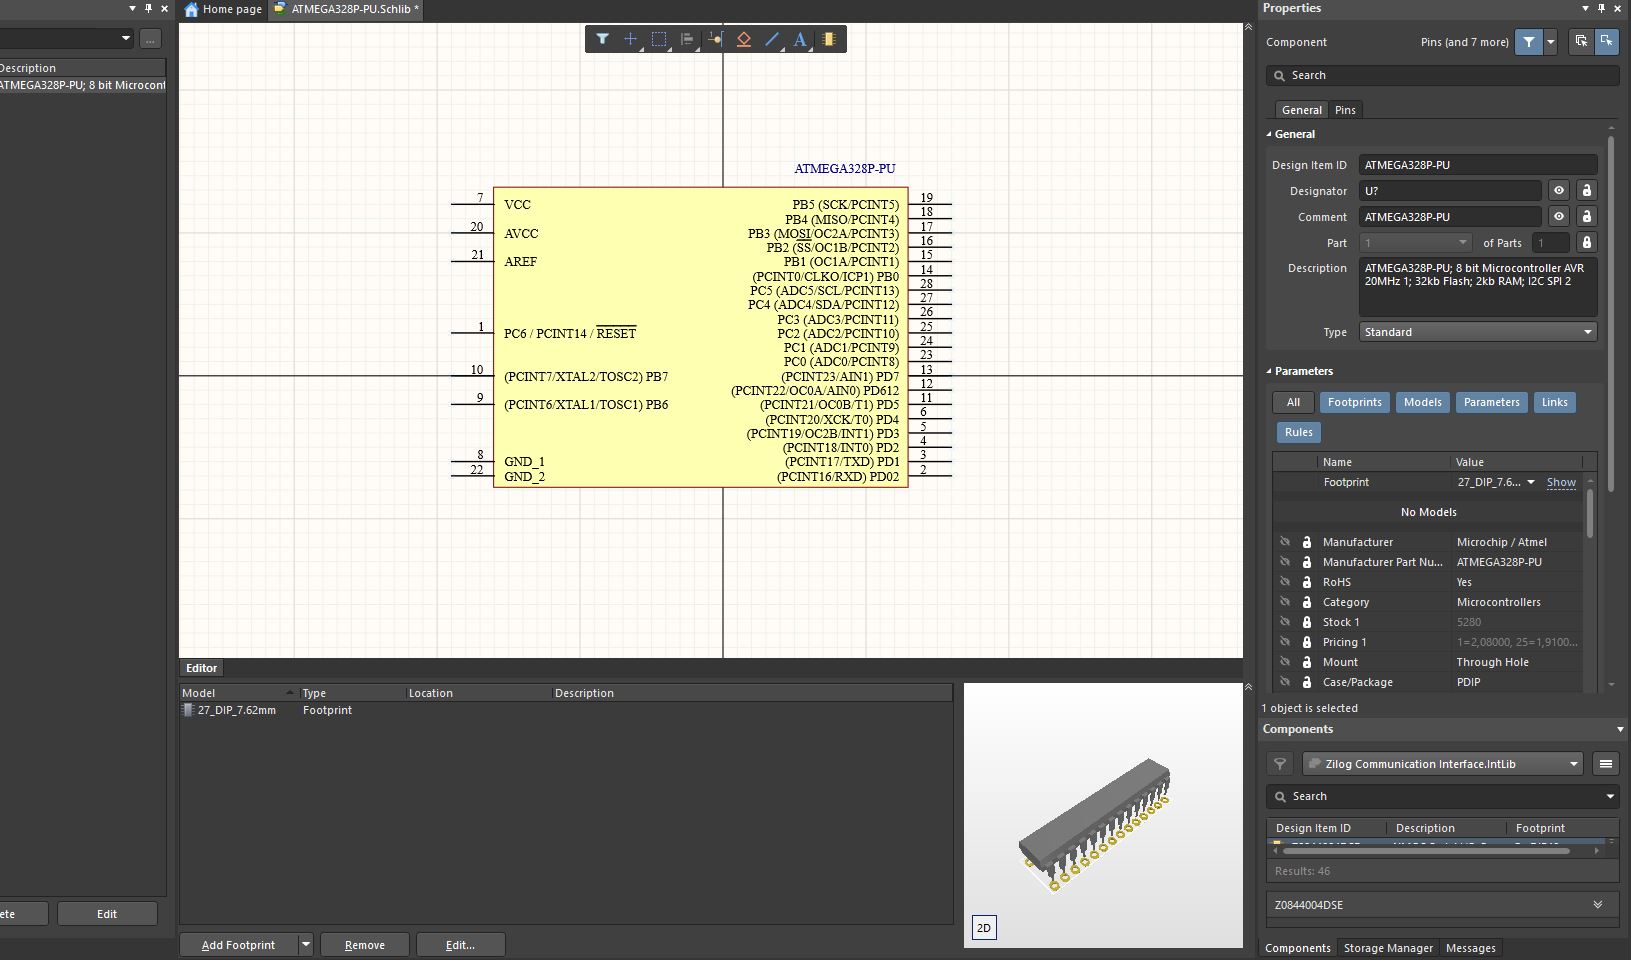 Home page
ATMEGA328P-PU.Schlib *
...
Description
ATMEGA328P-PU; 8 bit Microcont
ete
Edit
ATMEGA328P-PU
7 VCC
20 AVCC
21 AREF
1 PC6 / PCINT14 / RESET
10 (PCINT7/XTAL2/TOSC2) PB7
9 (PCINT6/XTAL1/TOSC1) PB6
8 GND_1
22 GND_2
PB5 (SCK/PCINT5) 19
PB4 (MISO/PCINT4) 18
PB3 (MOSI/OC2A/PCINT3) 17
PB2 (SS/OC1B/PCINT2) 16
PB1 (OC1A/PCINT1) 15
(PCINT0/CLKO/ICP1) PB0 14
PC5 (ADC5/SCL/PCINT13) 28
PC4 (ADC4/SDA/PCINT12) 27
PC3 (ADC3/PCINT11) 26
PC2 (ADC2/PCINT10) 25
PC1 (ADC1/PCINT9) 24
PC0 (ADC0/PCINT8) 23
(PCINT23/AIN1) PD7 13
(PCINT22/OC0A/AIN0) PD612 12
(PCINT21/OC0B/T1) PD5 11
(PCINT20/XCK/T0) PD4 6
(PCINT19/OC2B/INT1) PD3 5
(PCINT18/INT0) PD2 4
(PCINT17/TXD) PD1 3
(PCINT16/RXD) PD02 2
Editor
Model Type Location Description
27_DIP_7.62mm Footprint
2D
Add Footprint Remove Edit...
Properties
Component Pins (and 7 more)
Search
General Pins
General
Design Item ID ATMEGA328P-PU
Designator U?
Comment ATMEGA328P-PU
Part 1 of Parts 1
Description ATMEGA328P-PU; 8 bit Microcontroller AVR
20MHz 1; 32kb Flash; 2kb RAM; I2C SPI 2
Type Standard
Parameters
All Footprints Models Parameters Links
Rules
Name Value
Footprint 27_DIP_7.6... Show
No Models
Manufacturer Microchip / Atmel
Manufacturer Part Nu... ATMEGA328P-PU
RoHS Yes
Category Microcontrollers
Stock 1 5280
Pricing 1 1=2,08000, 25=1,9100...
Mount Through Hole
Case/Package PDIP
1 object is selected
Components
Zilog Communication Interface.IntLib
Search
Design Item ID Description Footprint
Results: 46
Z0844004DSE
Components Storage Manager Messages